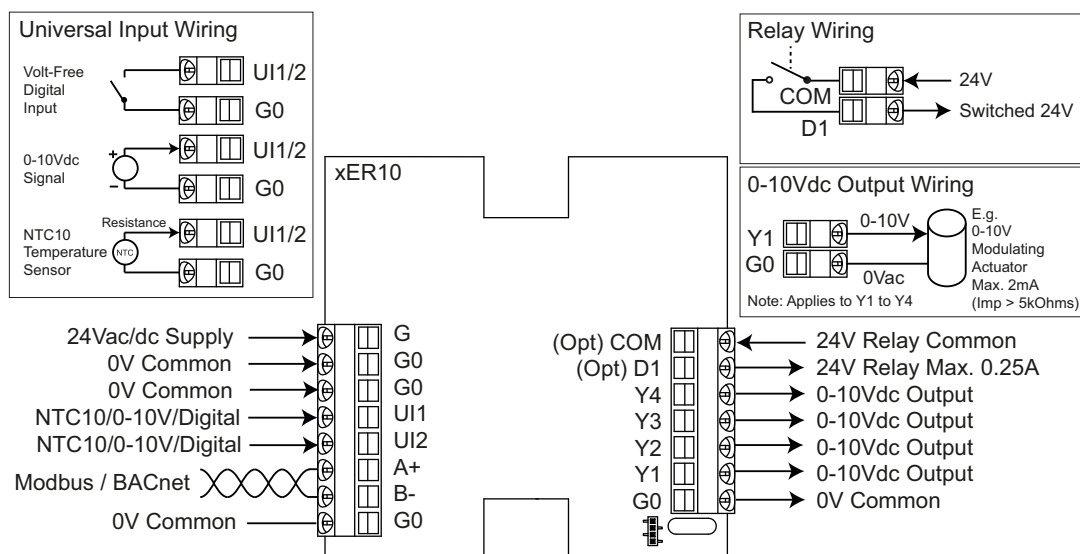 Universal Input Wiring
Volt-Free
Digital
Input
UI1/2
G0
0-10Vdc
Signal
+
–
UI1/2
G0
NTC10
Temperature
Sensor
Resistance
NTC
UI1/2
G0
Relay Wiring
COM
D1
24V
Switched 24V
0-10Vdc Output Wiring
Y1
G0
0-10V
0Vac
E.g.
0-10V
Modulating
Actuator
Max. 2mA
(Imp > 5kOhms)
Note: Applies to Y1 to Y4
xER10
24Vac/dc Supply G
0V Common G0
0V Common G0
NTC10/0-10V/Digital UI1
NTC10/0-10V/Digital UI2
Modbus / BACnet
A+
B-
0V Common G0
(Opt) COM 24V Relay Common
(Opt) D1 24V Relay Max. 0.25A
Y4 0-10Vdc Output
Y3 0-10Vdc Output
Y2 0-10Vdc Output
Y1 0-10Vdc Output
G0 0V Common